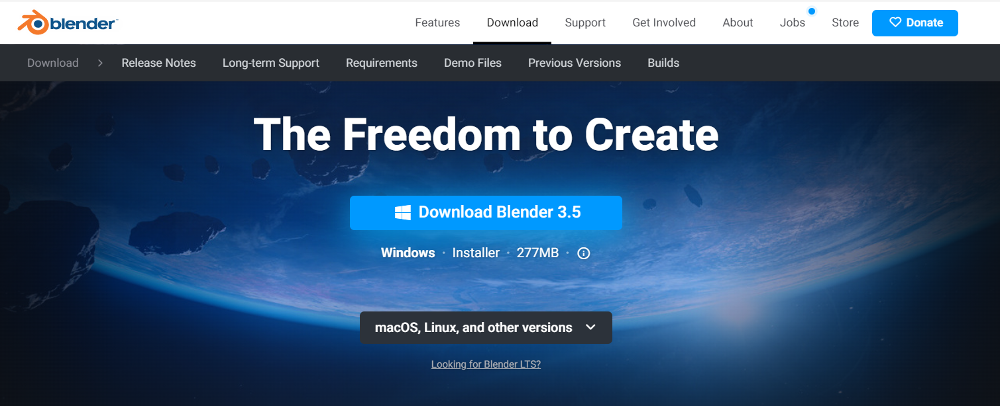 blender™
Features Download Support Get Involved About Jobs Store Donate
Download > Release Notes Long-term Support Requirements Demo Files Previous Versions Builds
The Freedom to Create
Download Blender 3.5
Windows · Installer · 277MB ·
macOS, Linux, and other versions
Looking for Blender LTS?